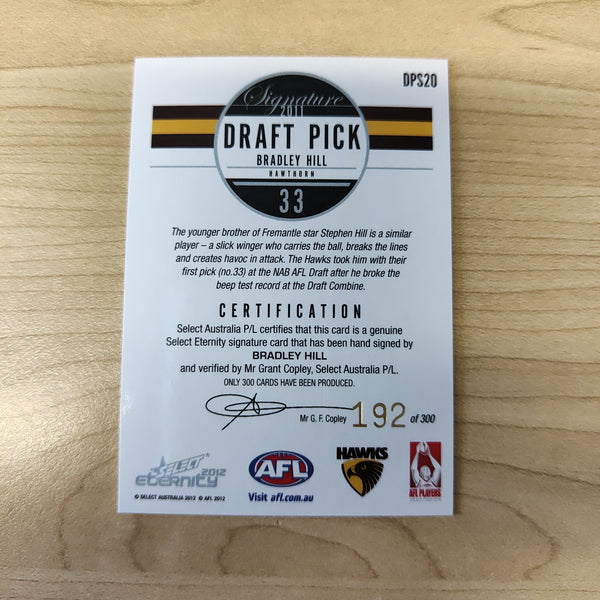 DPS20
Signature
2011
DRAFT PICK
BRADLEY HILL
HAWTHORN
33
The younger brother of Fremantle star Stephen Hill is a similar
player – a slick winger who carries the ball, breaks the lines
and creates havoc in attack. The Hawks took him with their
first pick (no.33) at the NAB AFL Draft after he broke the
beep test record at the Draft Combine.
CERTIFICATION
Select Australia P/L certifies that this card is a genuine
Select Eternity signature card that has been hand signed by
BRADLEY HILL
and verified by Mr Grant Copley, Select Australia P/L.
ONLY 300 CARDS HAVE BEEN PRODUCED.
Mr G. F. Copley 192 of 300
SELECT
ETERNITY 2012
© SELECT AUSTRALIA 2012 © AFL 2012
AFL
Visit afl.com.au
HAWKS
AFL PLAYERS
ASSOCIATION